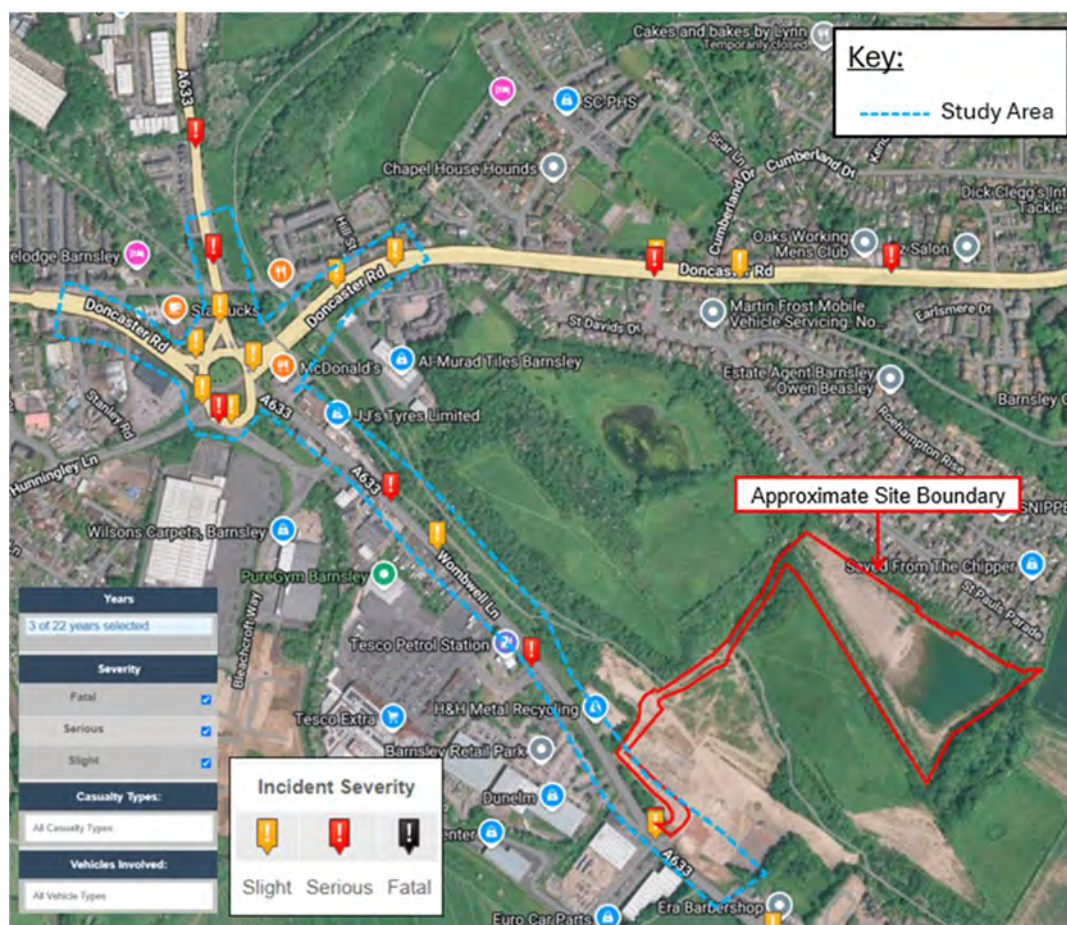 Cakes and bakes by Lynn
Temporarily closed
Key:
Study Area
A633
SC PHS
Chapel House Hounds
Scar Ln
Cumberland Dr
Cumberland Dr
Dick Clegg's Int
Tackle
Hill St
elodge Barnsley
Oaks Working
Mens Club
z-Salon
Doncaster Rd
Doncaster Rd
Starbucks
Doncaster Rd
St Davids Dr
Martin Frost Mobile
Vehicle Servicing. No...
Earlsmere Dr
McDonald's
Al-Murad Tiles Barnsley
Estate Agent Barnsley
Owen Beasley
Barnsley G
Stanley Rd
A633
JJ's Tyres Limited
Roehampton Rise
Hunningley Ln
A633
Approximate Site Boundary
SNIPPE
Wilsons Carpets, Barnsley
Wombwell Ln
Saved From The Chipper
PureGym Barnsley
St Pauls Parade
Years
3 of 22 years selected
Bleachcroft Way
Tesco Petrol Station
Severity
Fatal
Serious
Slight
H&H Metal Recycling
Tesco Extra
Barnsley Retail Park
Casualty Types:
All Casualty Types
Incident Severity
Dunelm
enter
Vehicles Involved:
All Vehicle Types
Slight Serious Fatal
A633
Era Barbershop
Euro Car Parts